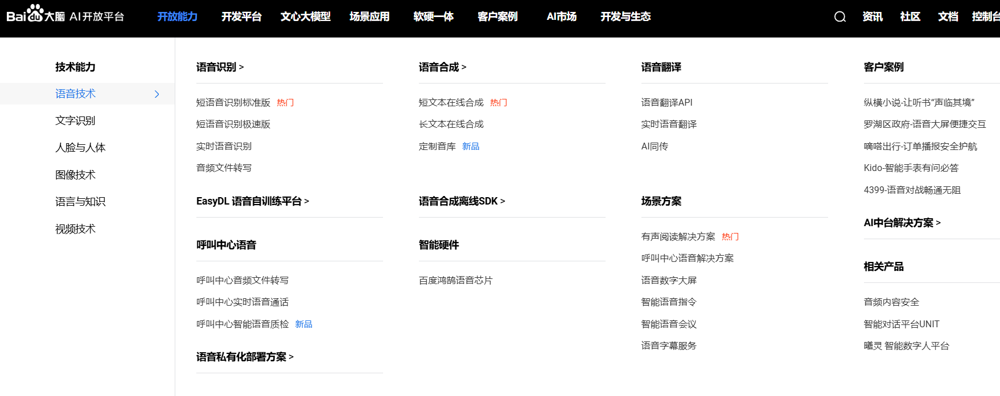 Bai du 大脑 AI开放平台
开放能力
开发平台
文心大模型
场景应用
软硬一体
客户案例
AI市场
开发与生态
资讯
社区
文档
控制台
技术能力
语音技术 >
文字识别
人脸与人体
图像技术
语言与知识
视频技术
语音识别 >
短语音识别标准版 热门
短语音识别极速版
实时语音识别
音频文件转写
EasyDL 语音自训练平台 >
呼叫中心语音
呼叫中心音频文件转写
呼叫中心实时语音通话
呼叫中心智能语音质检 新品
语音私有化部署方案 >
语音合成 >
短文本在线合成 热门
长文本在线合成
定制音库 新品
语音合成离线SDK >
智能硬件
百度鸿鹄语音芯片
语音翻译
语音翻译API
实时语音翻译
AI同传
场景方案
有声阅读解决方案 热门
呼叫中心语音解决方案
语音数字大屏
智能语音指令
智能语音会议
语音字幕服务
客户案例
纵横小说-让听书“声临其境”
罗湖区政府-语音大屏便捷交互
嘀嗒出行-订单播报安全护航
Kido-智能手表有问必答
4399-语音对战畅通无阻
AI中台解决方案 >
相关产品
音频内容安全
智能对话平台UNIT
曦灵 智能数字人平台